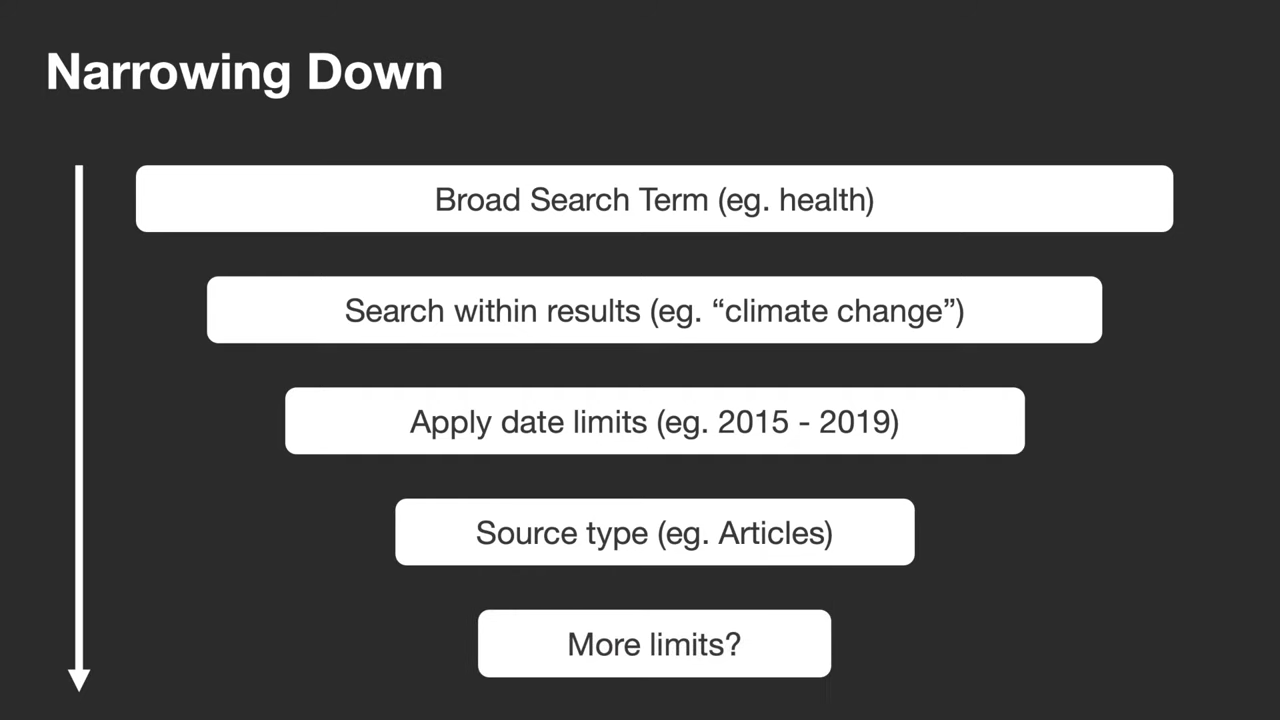 Narrowing Down
Broad Search Term (eg. health)
Search within results (eg. “climate change”)
Apply date limits (eg. 2015 - 2019)
Source type (eg. Articles)
More limits?